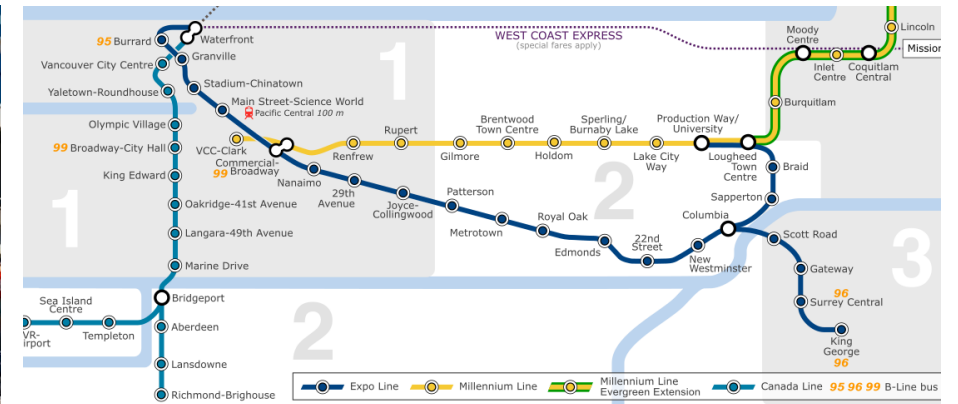 WEST COAST EXPRESS
(special fares apply)
Lincoln
Moody
Centre
Mission
Inlet
Centre
Coquitlam
Central
95 Burrard
Waterfront
Granville
1
Vancouver City Centre
Stadium-Chinatown
Yaletown-Roundhouse
Main Street-Science World
Pacific Central 100 m
Burquitlam
Olympic Village
99 Broadway-City Hall
VCC-Clark
Commercial-
99 Broadway
Renfrew
Rupert
Gilmore
Brentwood
Town Centre
Holdom
Sperling/
Burnaby Lake
Lake City
Way
Production Way/
University
Lougheed
Town
Centre
Braid
King Edward
Nanaimo
29th
Avenue
Joyce-
Collingwood
Patterson
Metrotown
2
Sapperton
Columbia
1
Oakridge-41st Avenue
Royal Oak
Edmonds
22nd
Street
New
Westminster
Scott Road
3
Langara-49th Avenue
Marine Drive
Gateway
Bridgeport
96
Surrey Central
Sea Island
Centre
VR-
irport
Templeton
Aberdeen
2
King
George
96
Lansdowne
Richmond-Brighouse
Expo Line
Millennium Line
Millennium Line
Evergreen Extension
Canada Line
95 96 99 B-Line bus